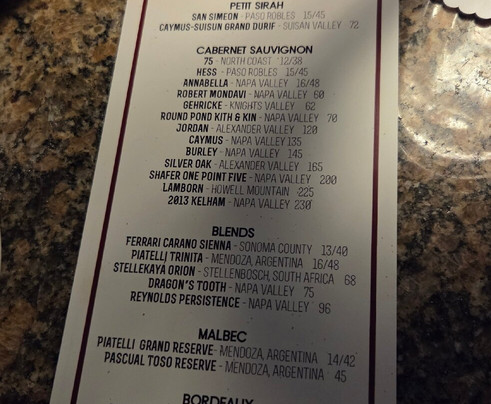 PETIT SIRAH
SAN SIMEON - PASO ROBLES 15/45
CAYMUS-SUISUN GRAND DURIF - SUISAN VALLEY 72
CABERNET SAUVIGNON
75 - NORTH COAST 12/38
HESS - PASO ROBLES 15/45
ANNABELLA - NAPA VALLEY 16/48
ROBERT MONDAVI - NAPA VALLEY 60
GEHRICKE - KNIGHTS VALLEY 62
ROUND POND KITH & KIN - NAPA VALLEY 70
JORDAN - ALEXANDER VALLEY 120
CAYMUS - NAPA VALLEY 135
BURLEY - NAPA VALLEY 145
SILVER OAK - ALEXANDER VALLEY 165
SHAFER ONE POINT FIVE - NAPA VALLEY 200
LAMBORN - HOWELL MOUNTAIN 225
2013 KELHAM - NAPA VALLEY 230
BLENDS
FERRARI CARANO SIENNA - SONOMA COUNTY 13/40
PIATELLJ TRINITA - MENDOZA, ARGENTINA 16/48
STELLEKAYA ORION - STELLENBOSCH, SOUTH AFRICA 68
DRAGON'S TOOTH - NAPA VALLEY 75
REYNOLDS PERSISTENCE - NAPA VALLEY 96
MALBEC
PIATELLI GRAND RESERVE - MENDOZA, ARGENTINA 14/42
PASCUAL TOSO RESERVE - MENDOZA, ARGENTINA 45
BORDEAUX